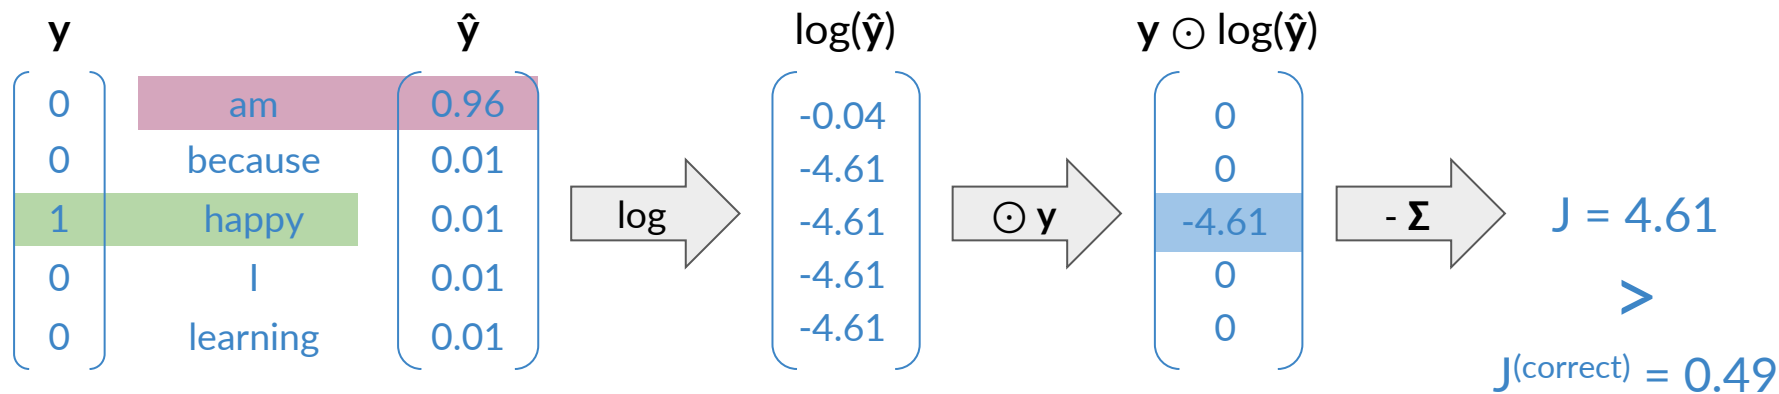 y ŷ log(ŷ) y ⊙ log(ŷ)
0 am 0.96 -0.04 0
0 because 0.01 -4.61 0
1 happy 0.01 log -4.61 ⊙ y -4.61 - Σ J = 4.61
0 I 0.01 -4.61 0
>
0 learning 0.01 -4.61 0
J(correct) = 0.49